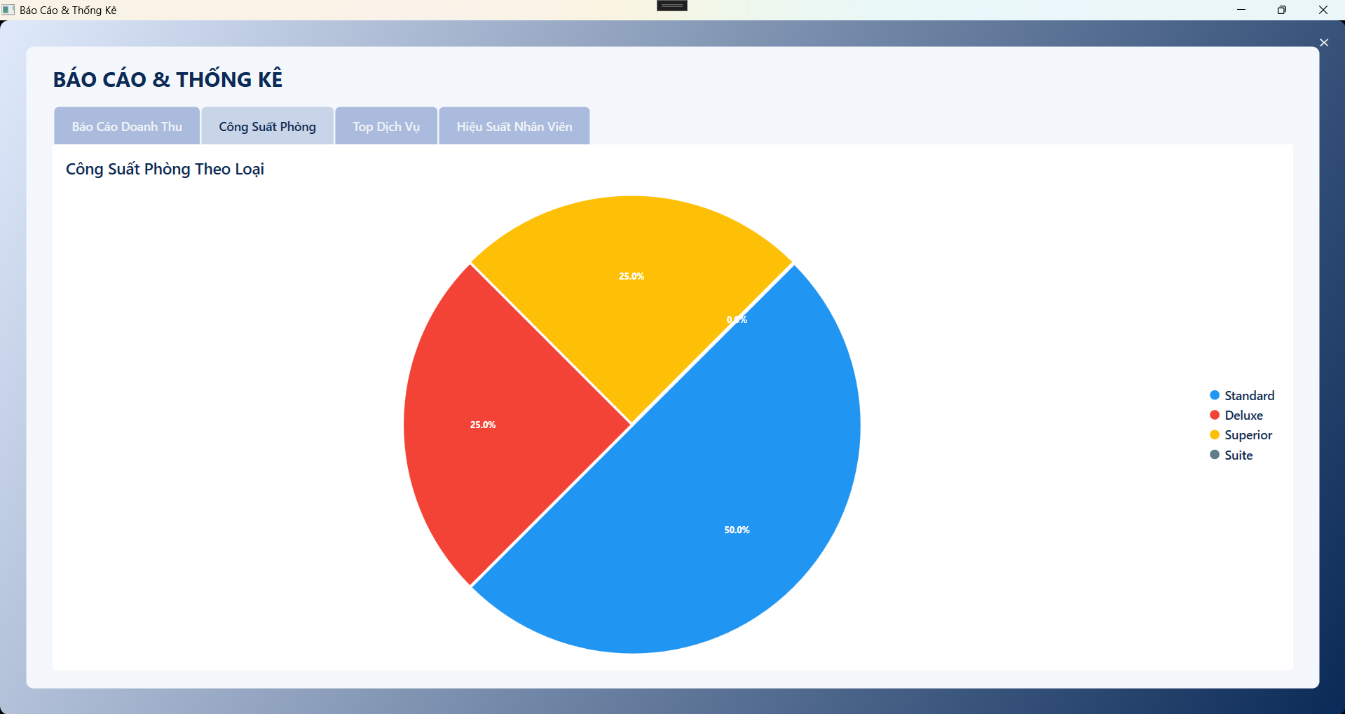 Báo Cáo & Thống Kê
BÁO CÁO & THỐNG KÊ
Báo Cáo Doanh Thu
Công Suất Phòng
Top Dịch Vụ
Hiệu Suất Nhân Viên
Công Suất Phòng Theo Loại
25.0%
0.0%
25.0%
50.0%
Standard
Deluxe
Superior
Suite